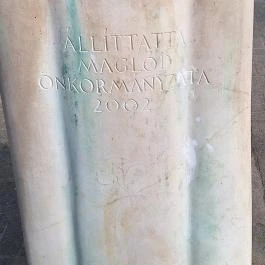 ÁLLÍTTATTA
MAGLÓD
ÖNKORMÁNYZATA
2002